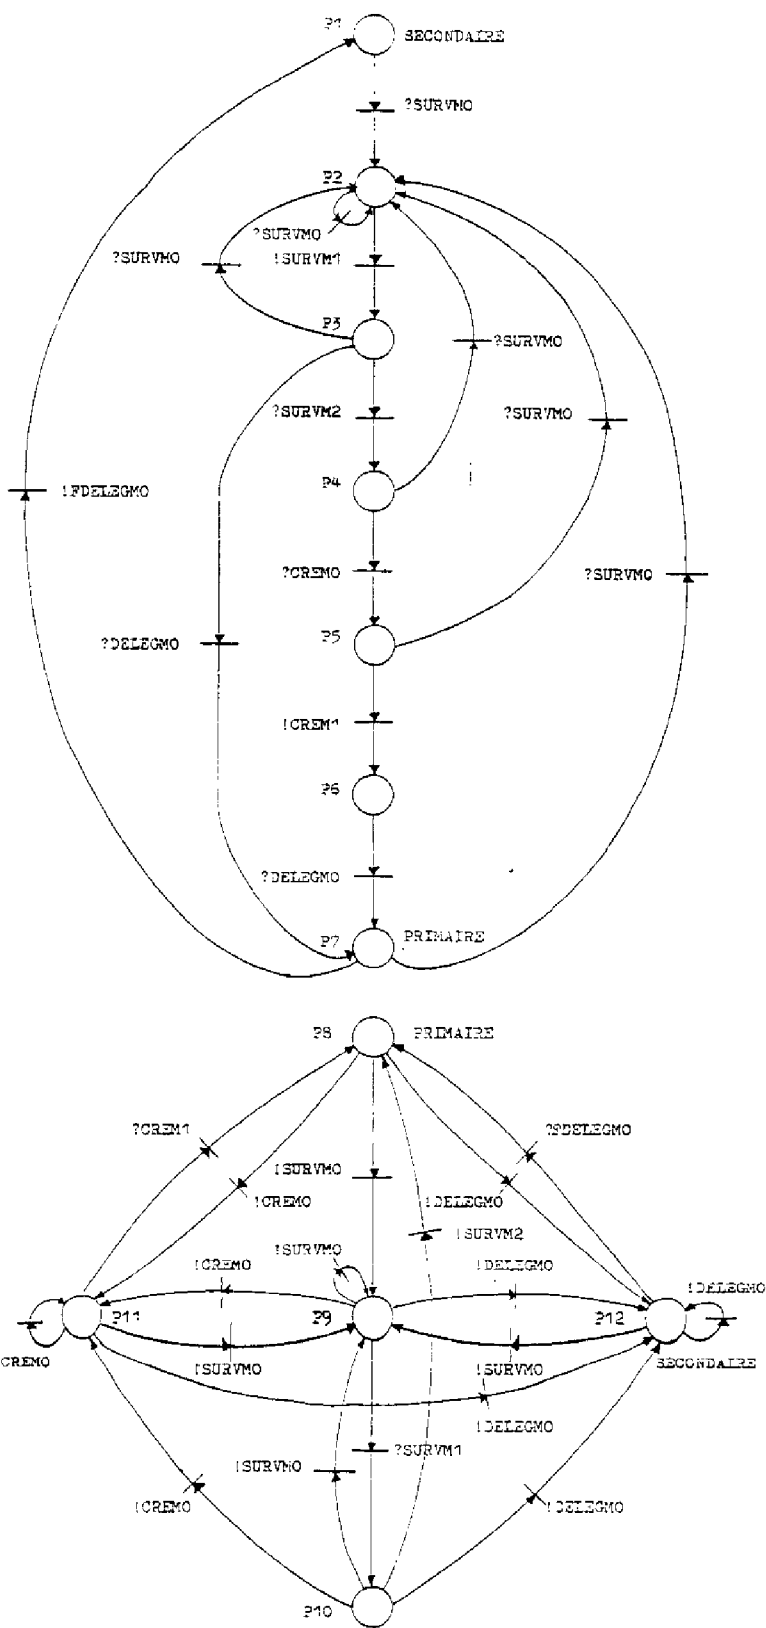 P1 SECONDAIRE
?SURVMO
P2
?SURVMO
?SURVMO !SURVM1
P3
?SURVMO
?SURVM2 ?SURVMO
P4
!FDELEGMO
?CREMO ?SURVMO
P5
?DELEGMO
!CREM1
P6
?DELEGMO
P7 PRIMAIRE
P8 PRIMAIRE
?CREM1 ?FDELEGMO
!SURVMO
!CREMO !DELEGMO
!SURVM2
!SURVMO
!CREMO !DELEGMO
!DELEGMO
P11 P9 P12
CREMO !SURVMO !SURVMO SECONDAIRE
!DELEGMO
?SURVM1
!SURVMO
!CREMO !DELEGMO
P10